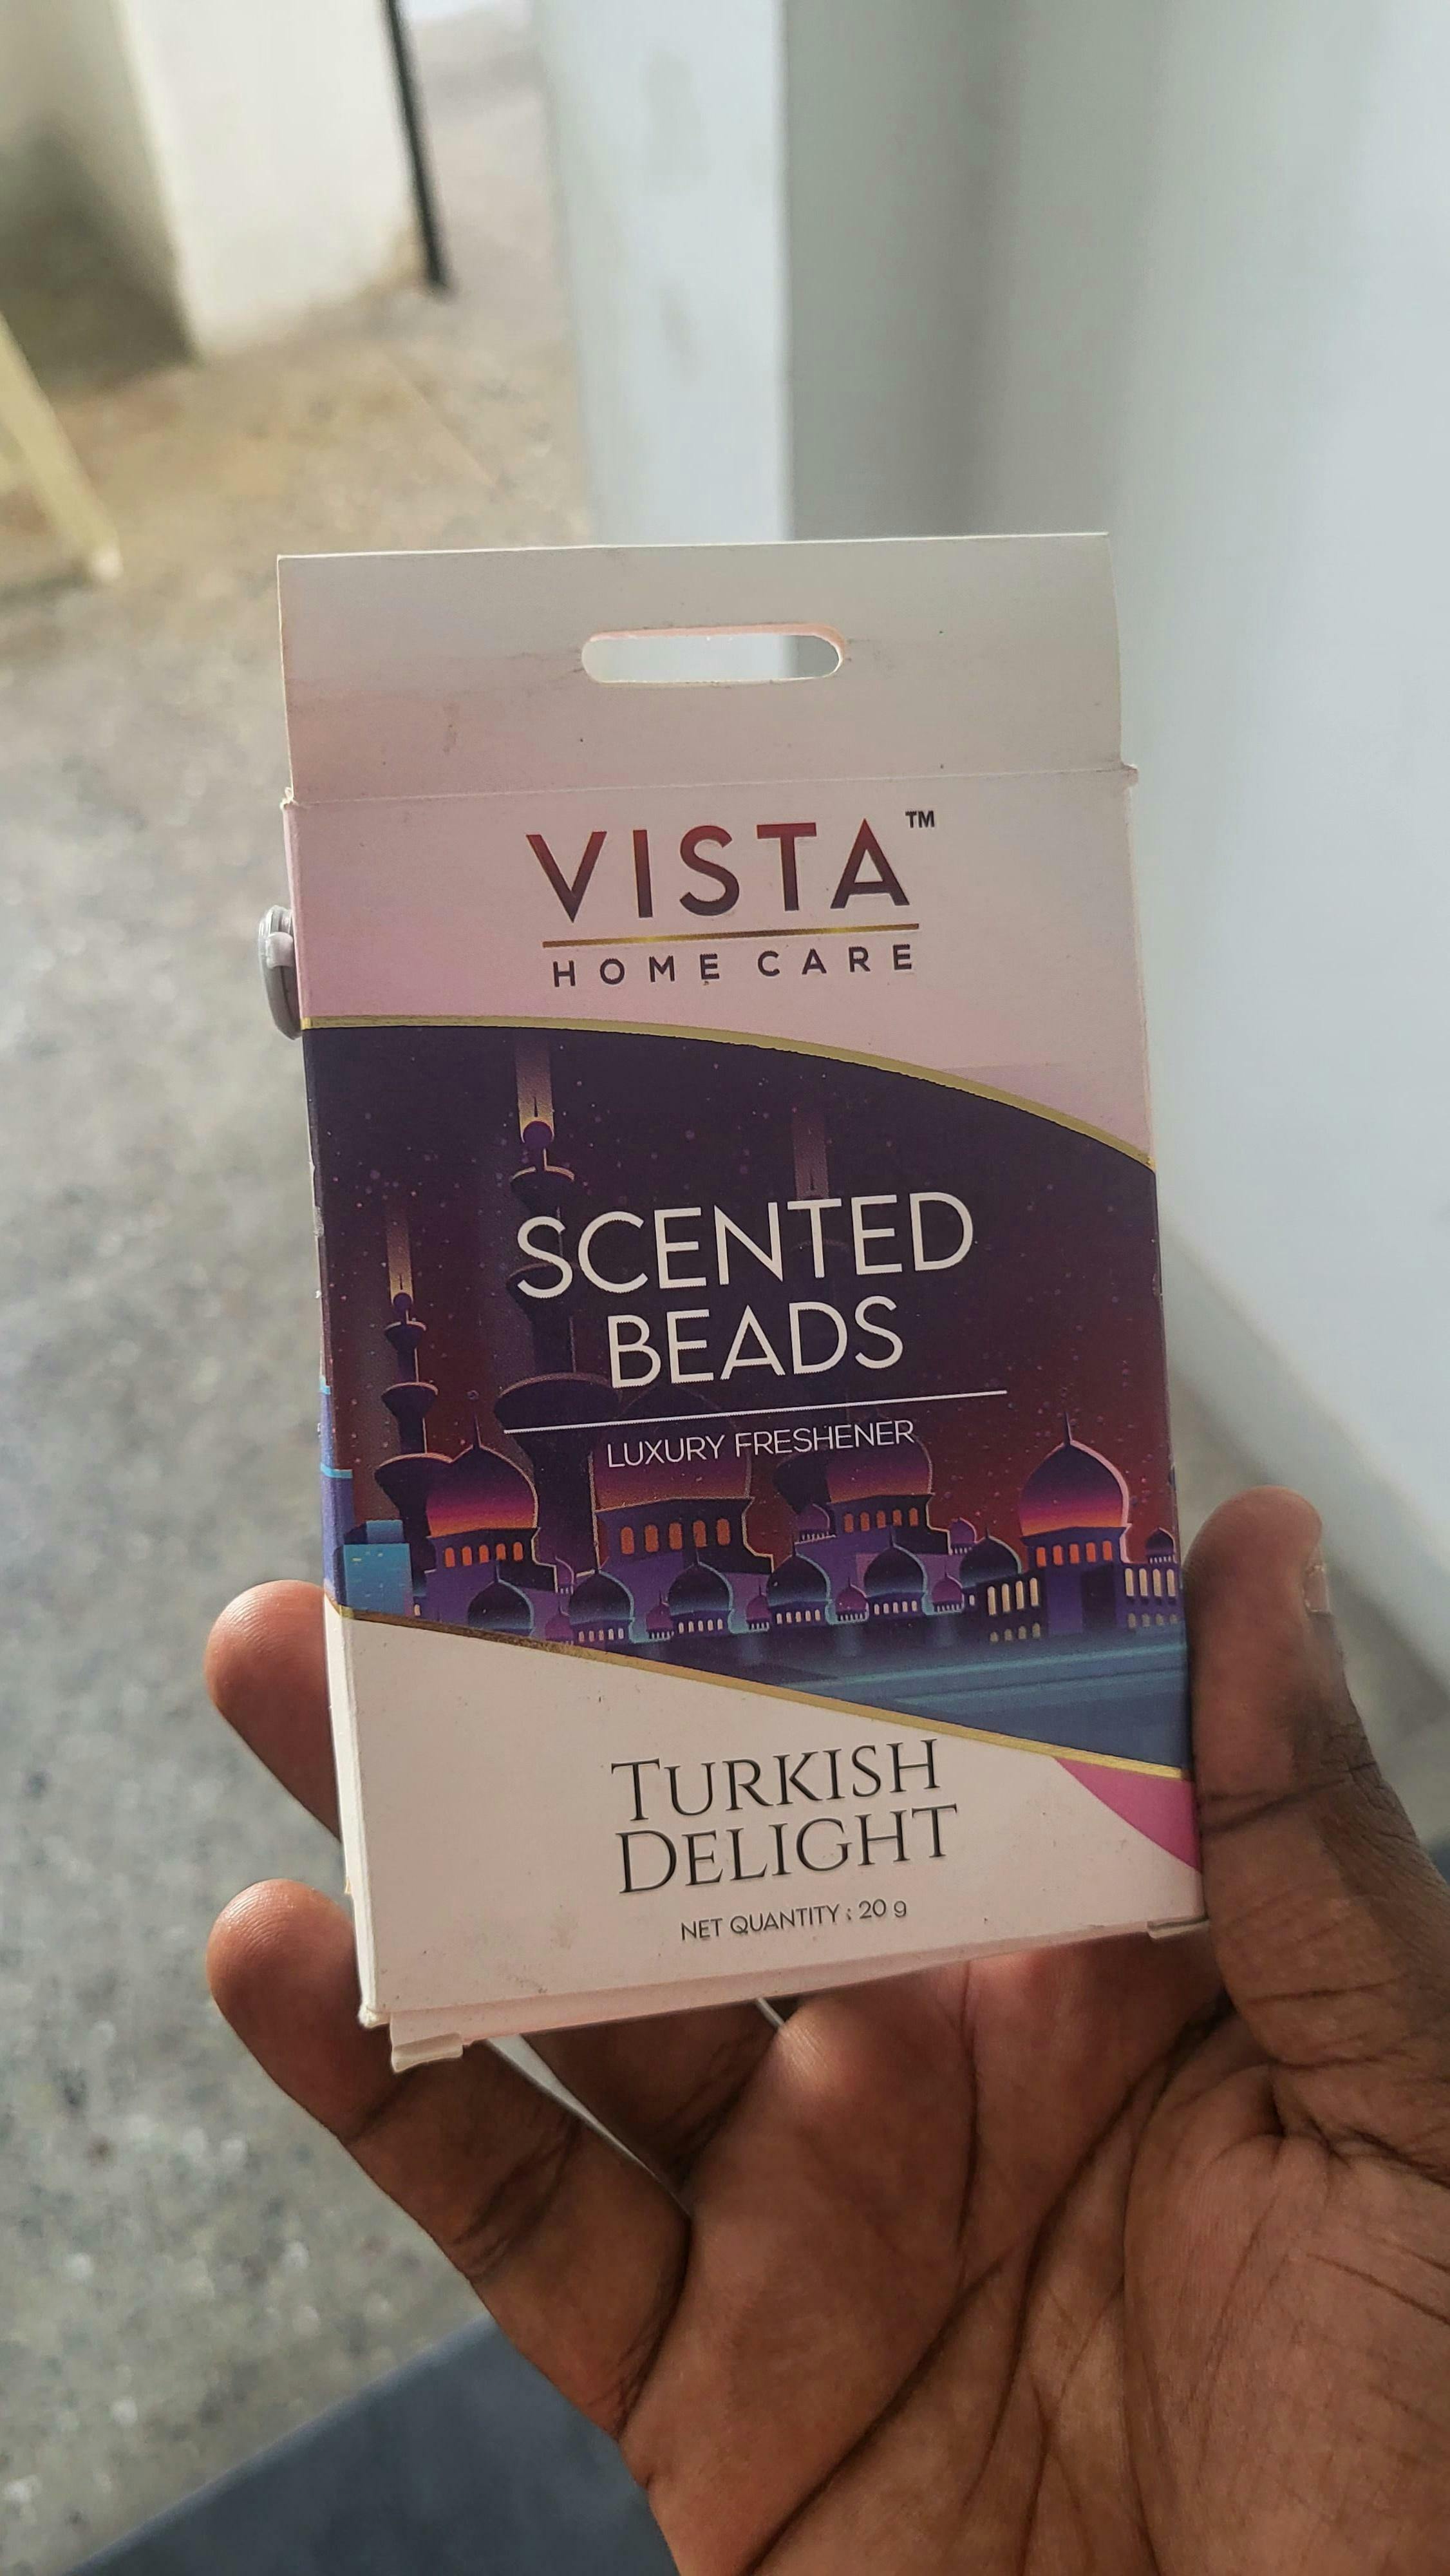 VISTA™
HOME CARE
SCENTED
BEADS
LUXURY FRESHENER
TURKISH
DELIGHT
NET QUANTITY : 20 g